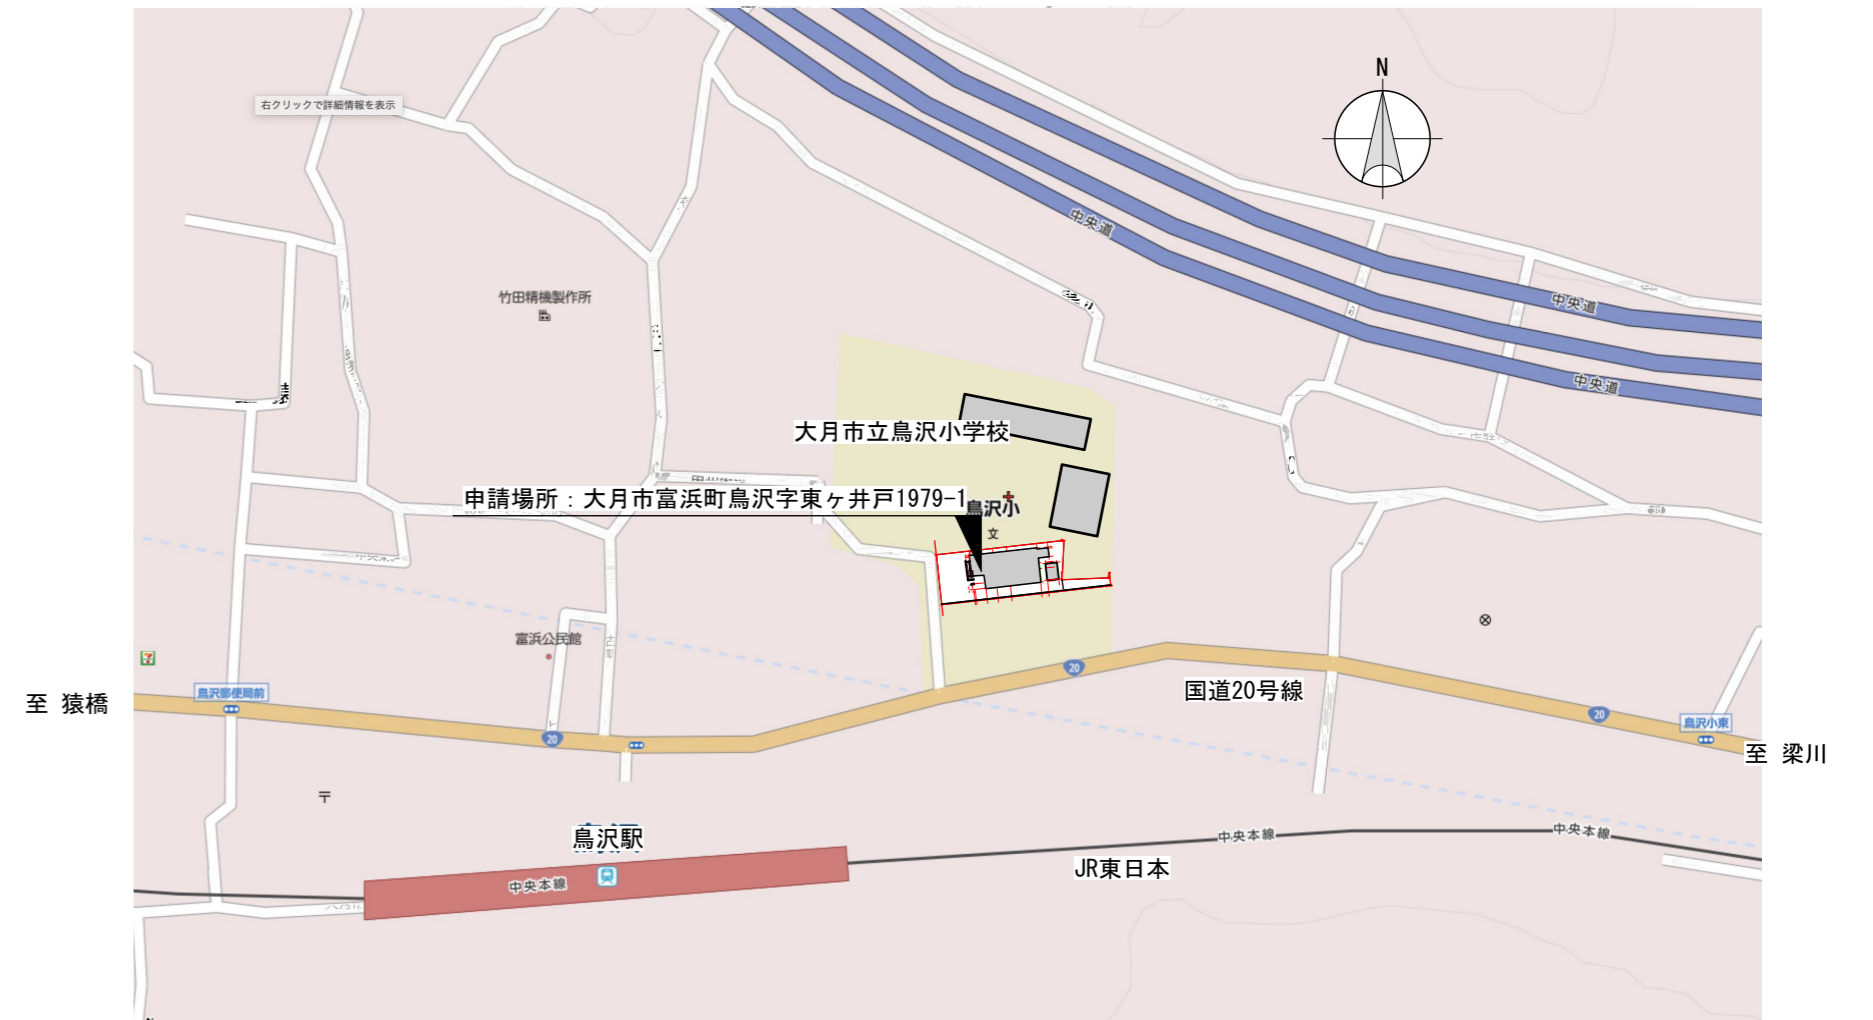 N
右クリックで詳細情報を表示
中央道
竹田精機製作所
中央道
中央道
大月市立鳥沢小学校
申請場所：大月市富浜町鳥沢字東ヶ井戸1979-1
鳥沢小
文
富浜公民館
7
20
国道20号線
至 猿橋
鳥沢郵便局前
20
20
鳥沢小東
至 梁川
〒
鳥沢駅
中央本線
中央本線
中央本線
JR東日本